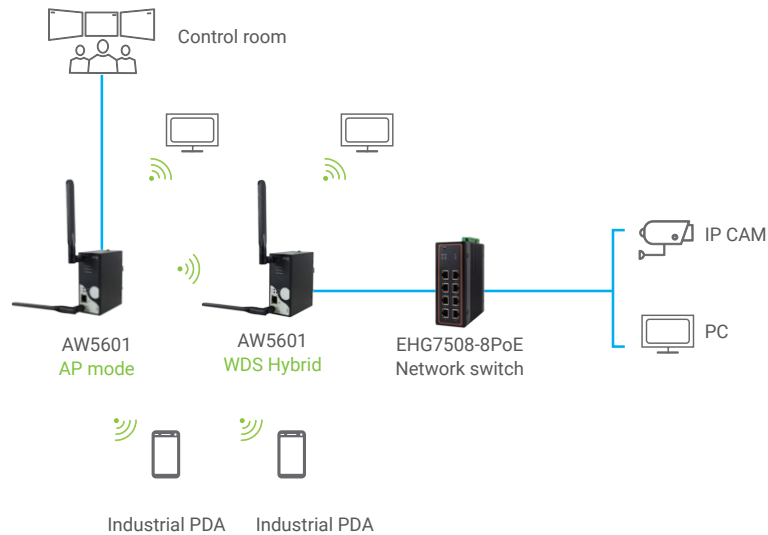 Control room
IP CAM
PC
AW5601
AP mode
AW5601
WDS Hybrid
EHG7508-8PoE
Network switch
Industrial PDA
Industrial PDA